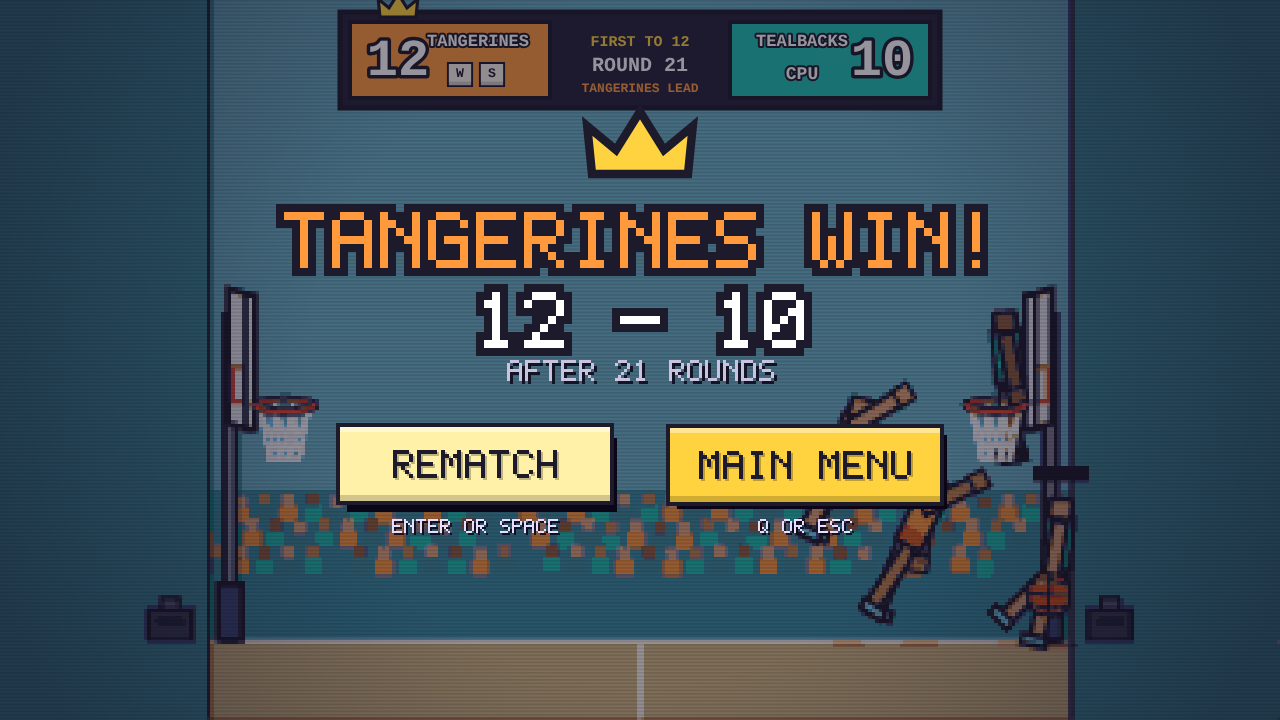 12 TANGERINES
W S
FIRST TO 12
ROUND 21
TANGERINES LEAD
TEALBACKS 10
CPU
TANGERINES WIN!
12 - 10
AFTER 21 ROUNDS
REMATCH
MAIN MENU
ENTER OR SPACE
Q OR ESC